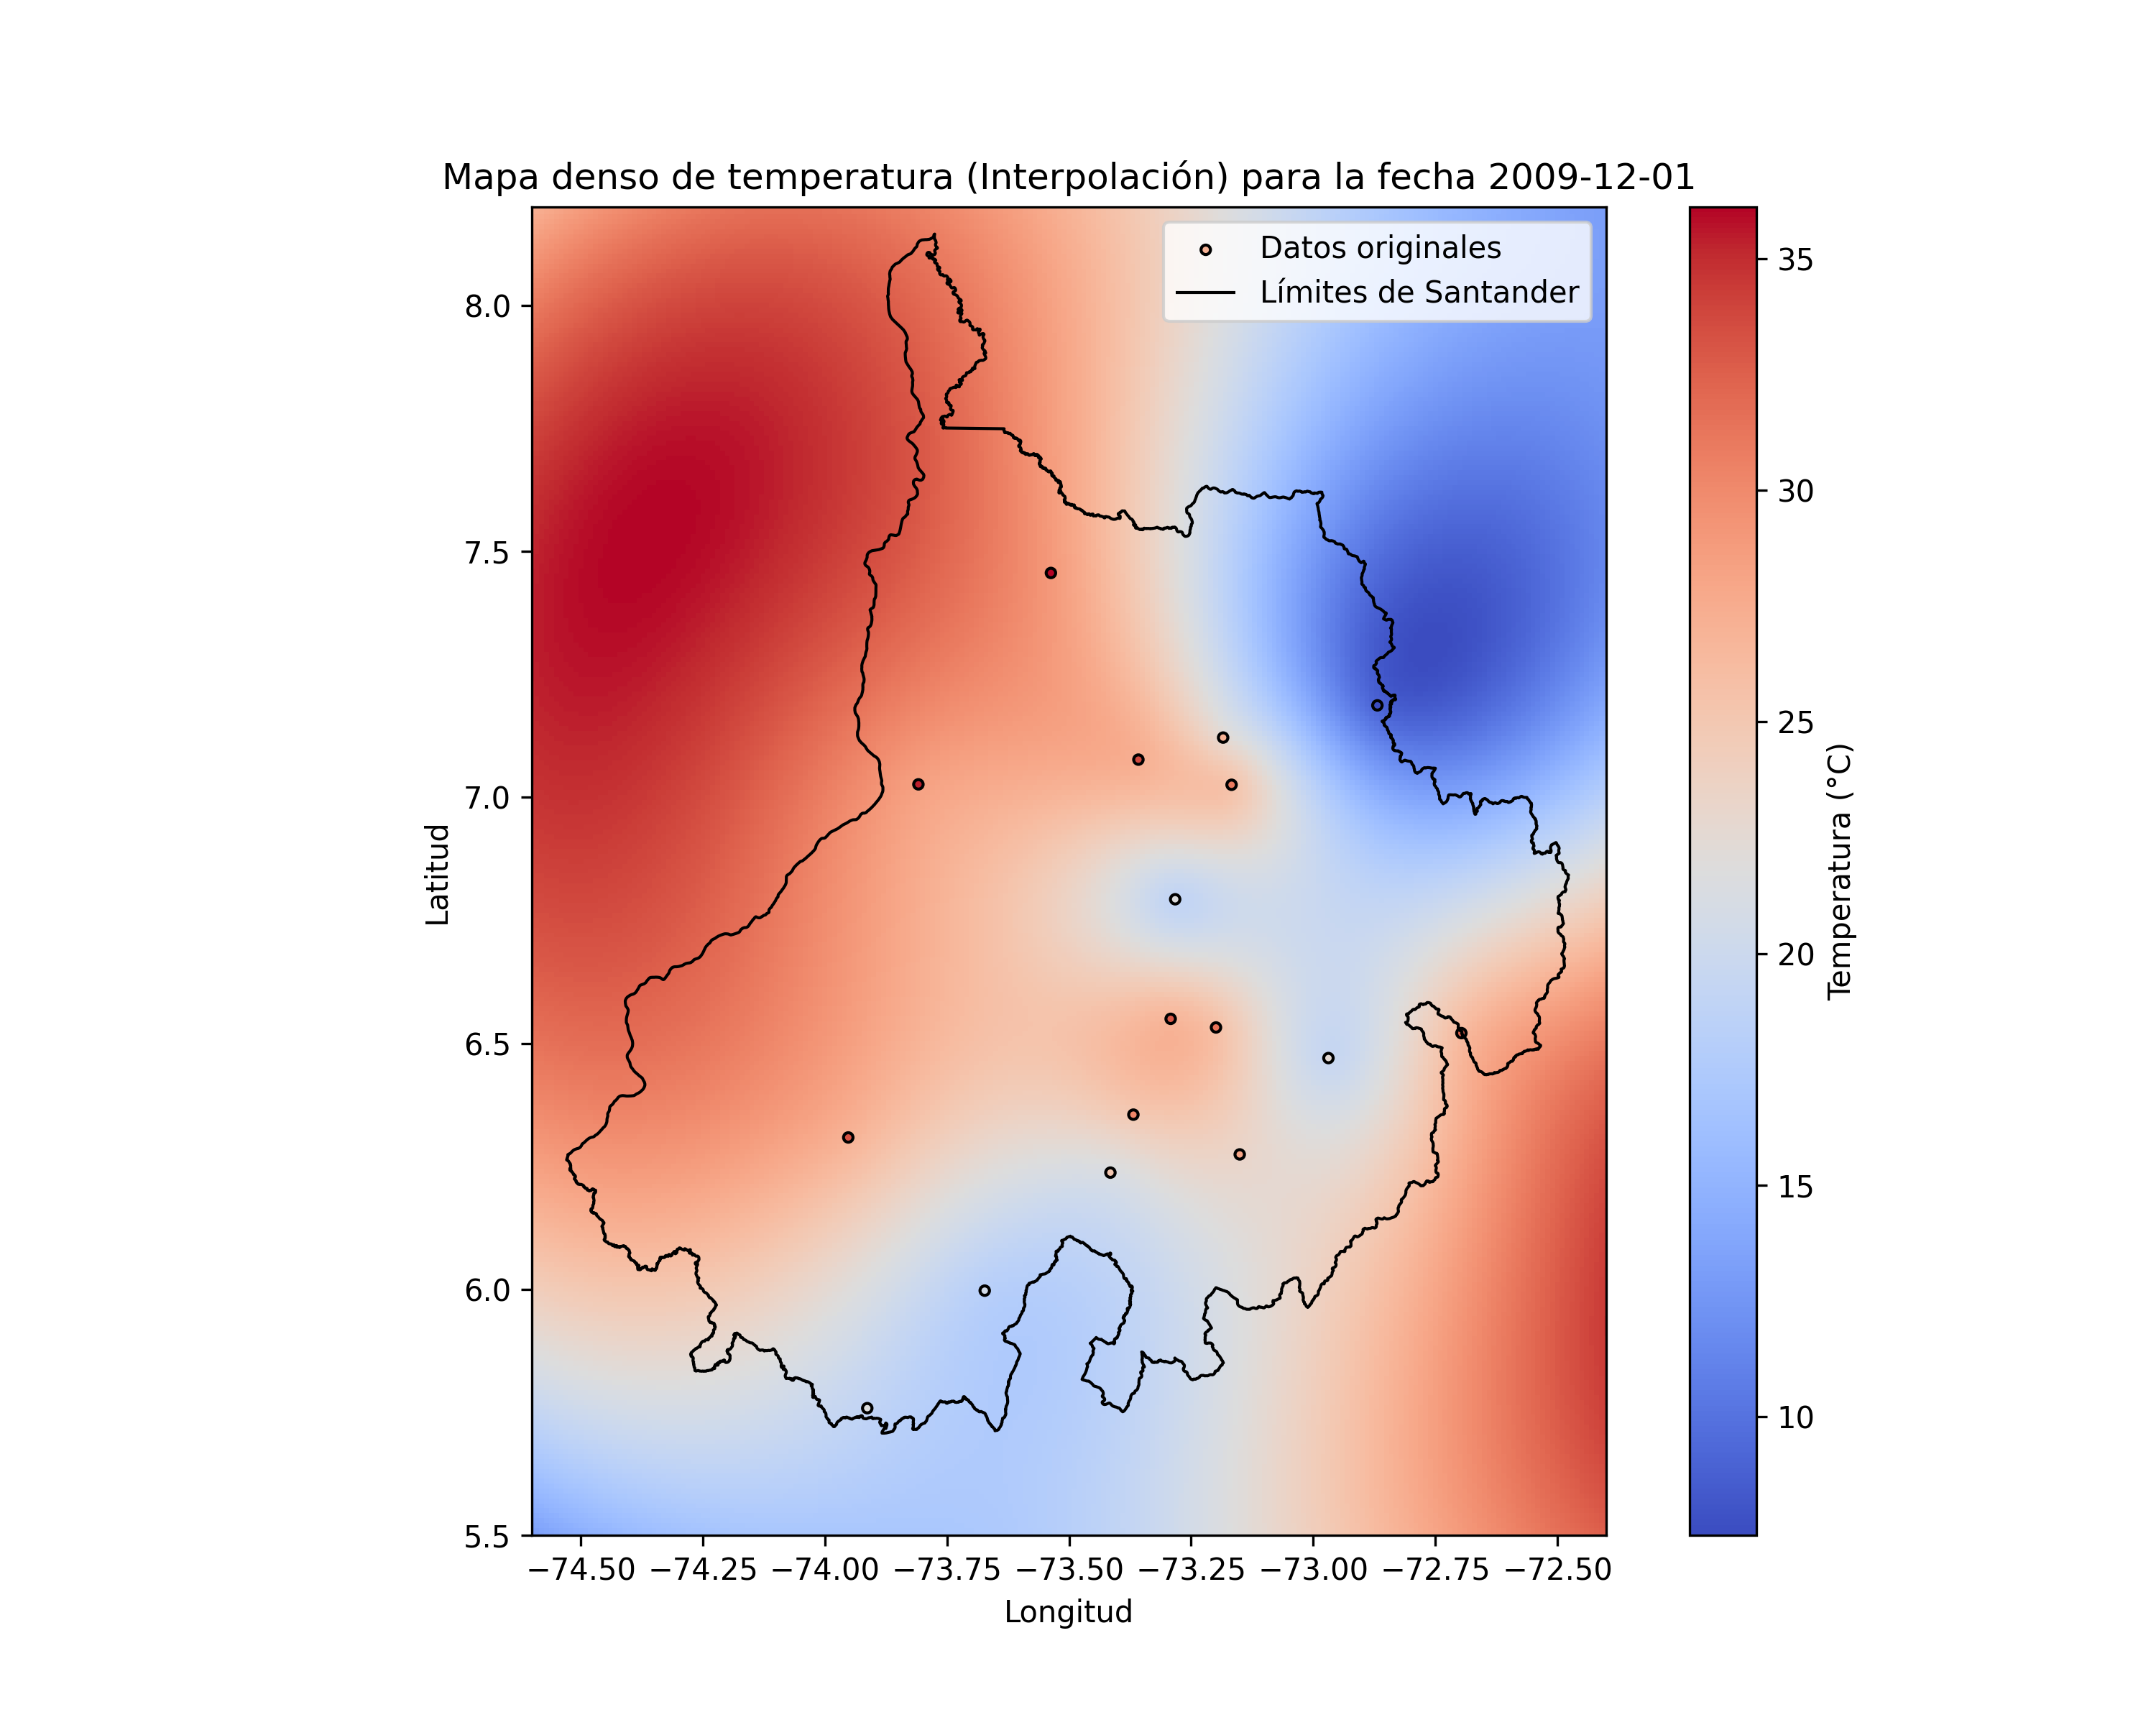 Mapa denso de temperatura (Interpolación) para la fecha 2009-12-01
Datos originales
Límites de Santander
8.0
7.5
7.0
6.5
6.0
5.5
Latitud
−74.50 −74.25 −74.00 −73.75 −73.50 −73.25 −73.00 −72.75 −72.50
Longitud
35
30
25
20
15
10
Temperatura (°C)